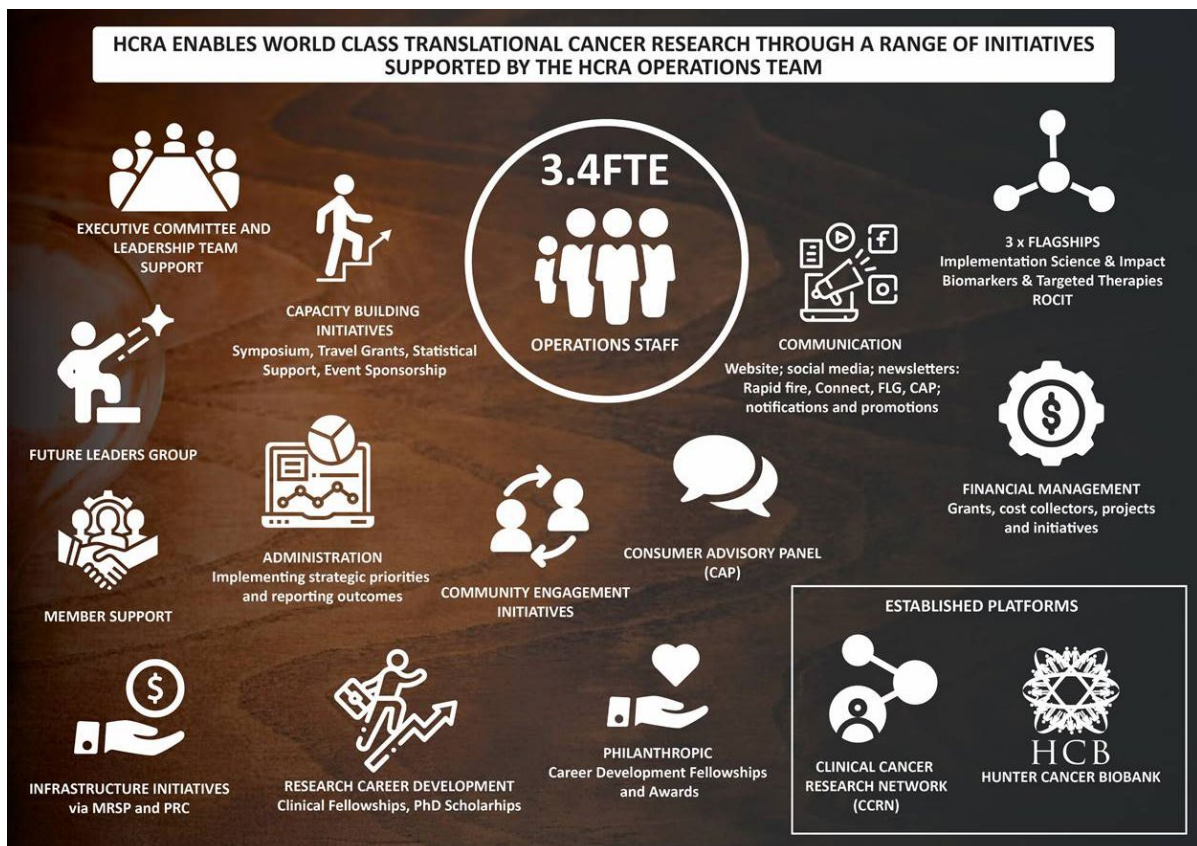 HCRA ENABLES WORLD CLASS TRANSLATIONAL CANCER RESEARCH THROUGH A RANGE OF INITIATIVES
SUPPORTED BY THE HCRA OPERATIONS TEAM
EXECUTIVE COMMITTEE AND
LEADERSHIP TEAM
SUPPORT
CAPACITY BUILDING
INITIATIVES
Symposium, Travel Grants, Statistical
Support, Event Sponsorship
3.4FTE
OPERATIONS STAFF
COMMUNICATION
Website; social media; newsletters:
Rapid fire, Connect, FLG, CAP;
notifications and promotions
3 x FLAGSHIPS
Implementation Science & Impact
Biomarkers & Targeted Therapies
ROCIT
FUTURE LEADERS GROUP
ADMINISTRATION
Implementing strategic priorities
and reporting outcomes
COMMUNITY ENGAGEMENT
INITIATIVES
CONSUMER ADVISORY PANEL
(CAP)
$
FINANCIAL MANAGEMENT
Grants, cost collectors, projects
and initiatives
MEMBER SUPPORT
$
INFRASTRUCTURE INITIATIVES
via MRSP and PRC
RESEARCH CAREER DEVELOPMENT
Clinical Fellowships, PhD Scholarhips
PHILANTHROPIC
Career Development Fellowships
and Awards
ESTABLISHED PLATFORMS
CLINICAL CANCER
RESEARCH NETWORK
(CCRN)
HCB
HUNTER CANCER BIOBANK